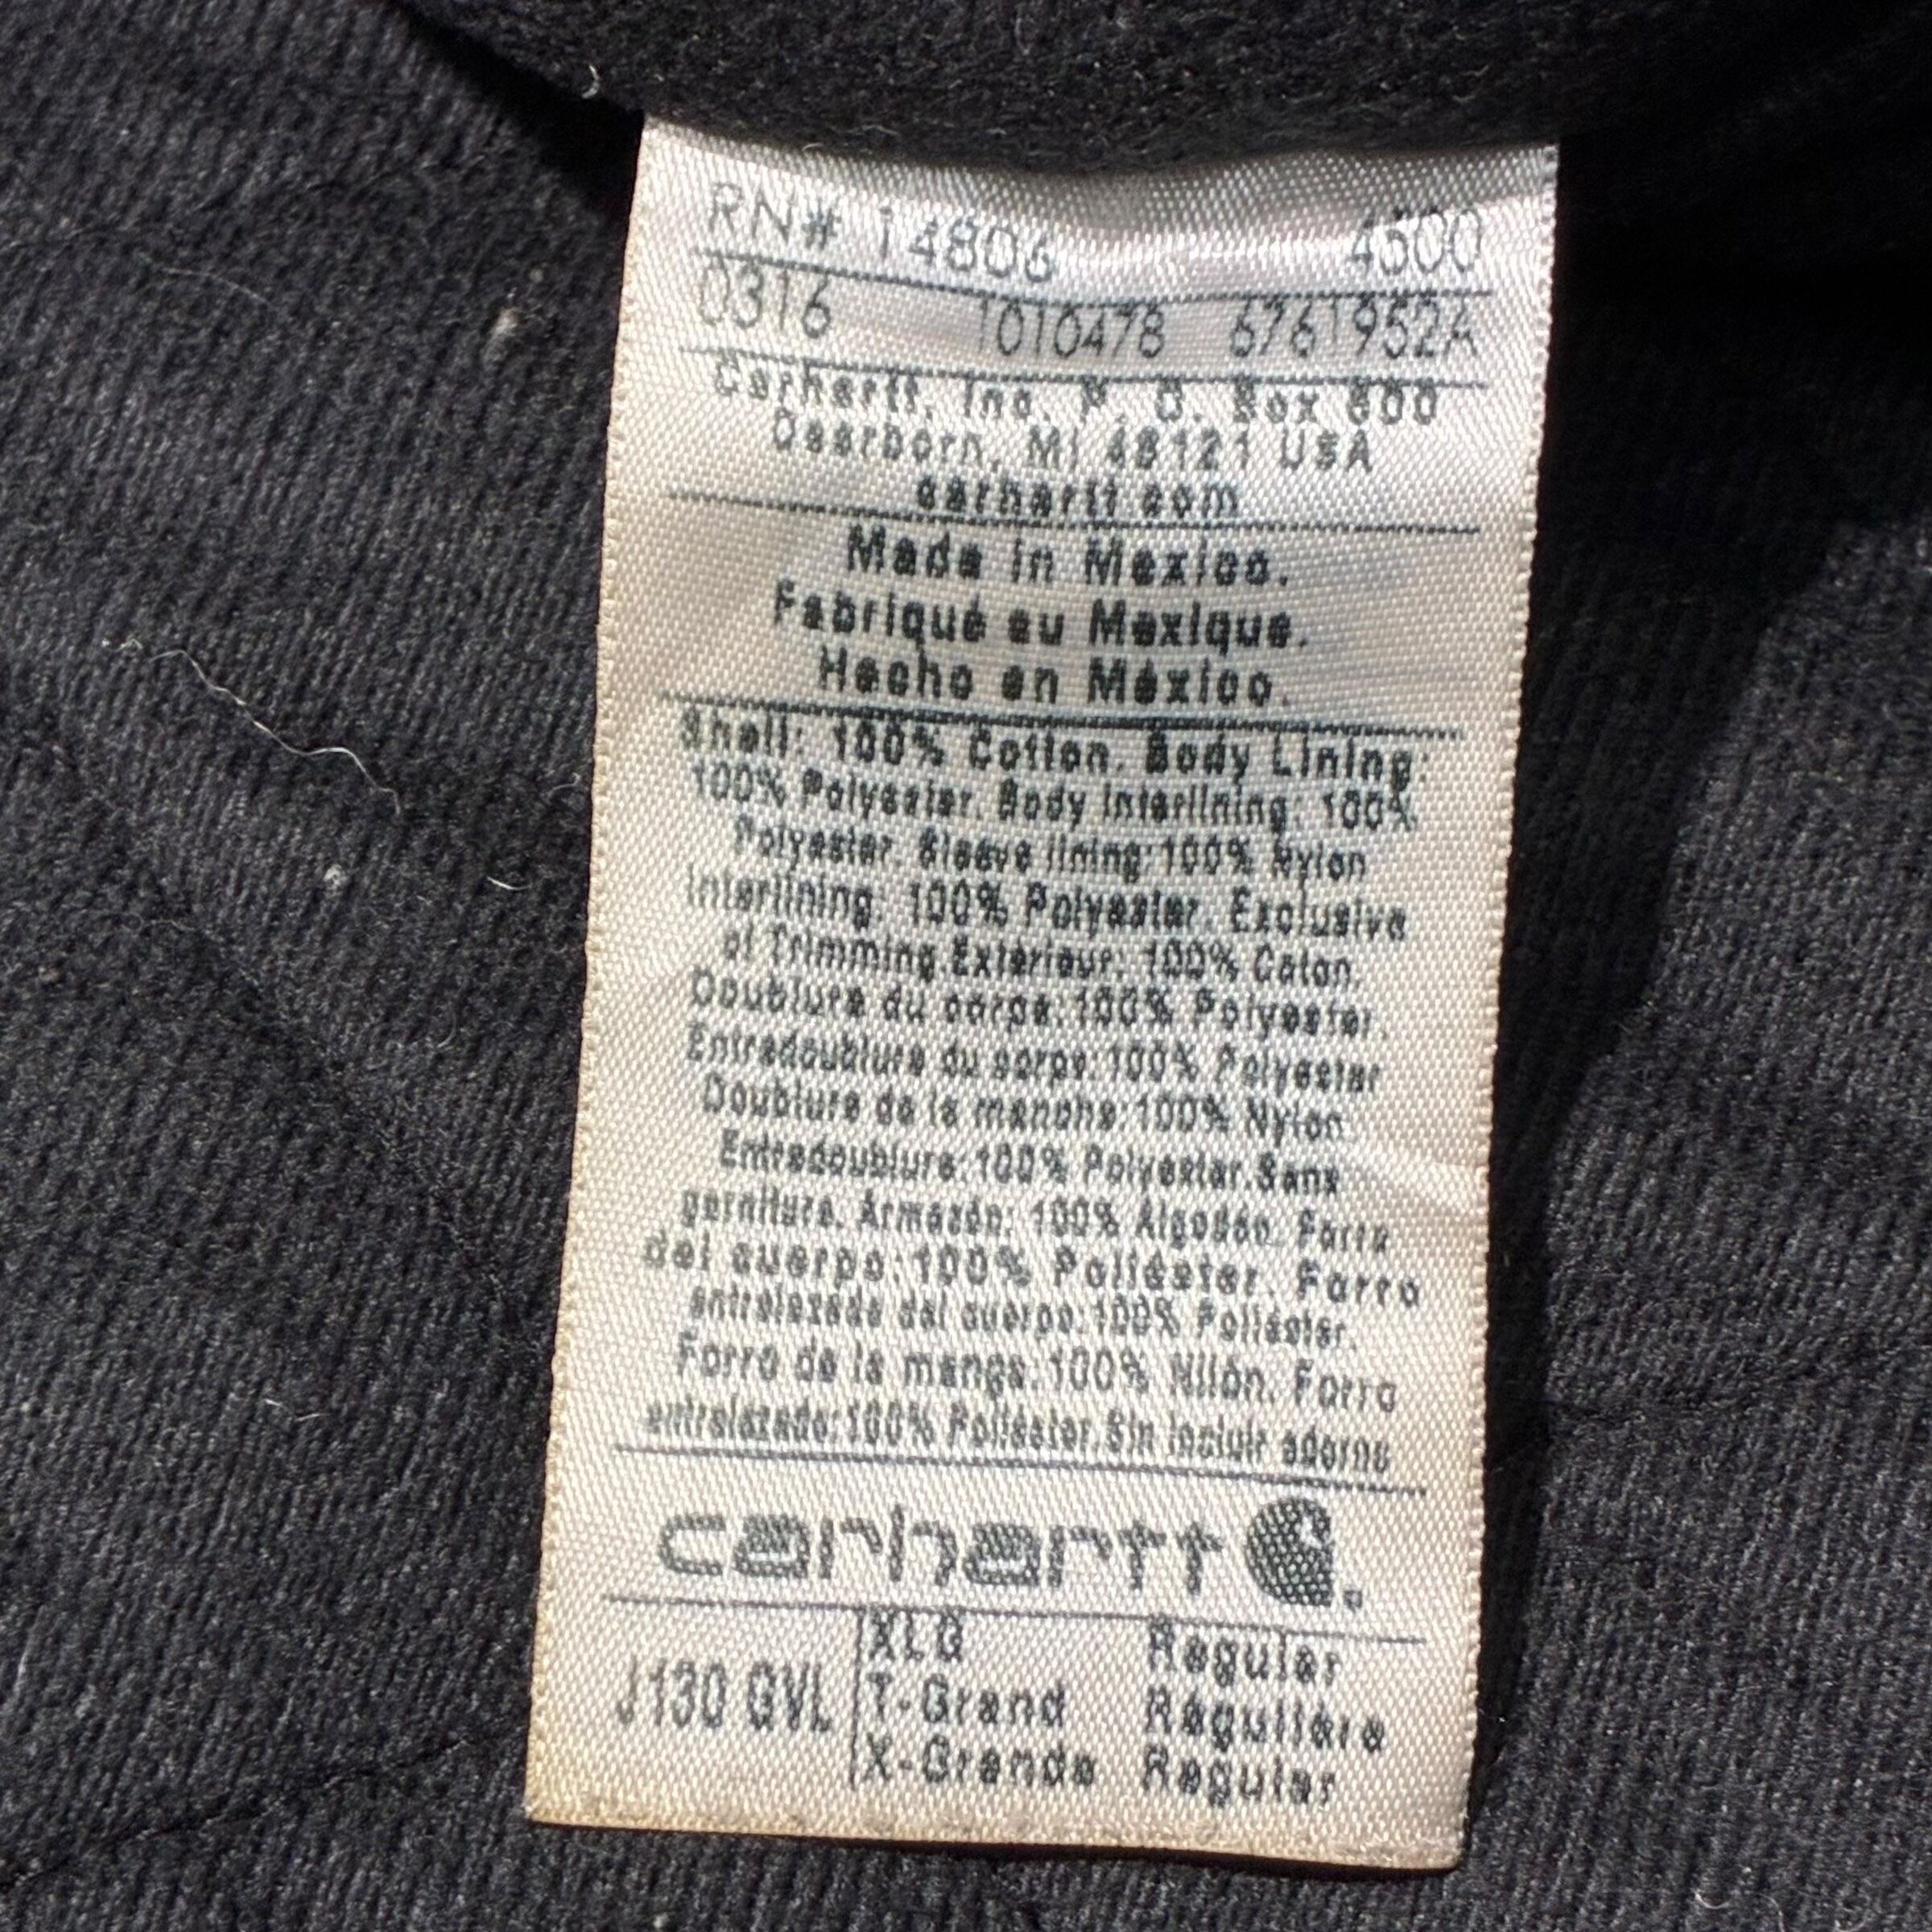 RN# 14806 4300
0316 1010478 6761952A
Carhartt, Inc. P. O. Box 600
Dearborn, MI 48121 USA
carhartt.com
Made in Mexico.
Fabriqué au Mexique.
Hecho en México.
Shell: 100% Cotton. Body Lining:
100% Polyester. Body Interlining: 100%
Polyester. Sleeve lining:100% Nylon
Interlining: 100% Polyester. Exclusive
of Trimming.Extérieur: 100% Coton.
Doublure du corps:100% Polyester.
Entredoublure du corps:100% Polyester
Doublure de la manche:100% Nylon
Entredoublure:100% Polyester.Sans
garniture. Armazón: 100% Algodón. Forro
del cuerpo:100% Poliéster. Forro
entrelazado del cuerpo:100% Poliéster.
Forro de la manga:100% Nilón. Forro
entrelazado:100% Poliéster.Sin incluir adorno
carhartt
J130 GVL
XLG Regular
T-Grand Régulière
X-Grande Regular